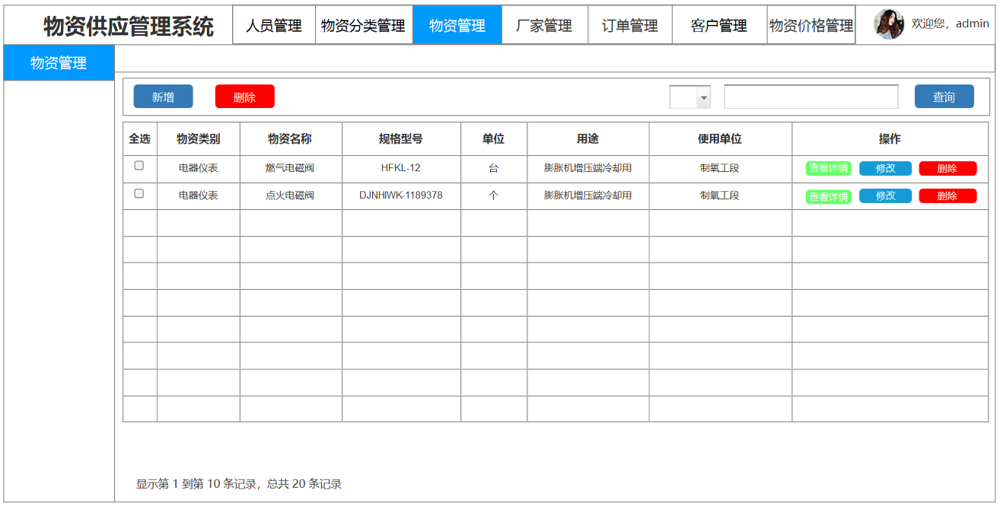 物资供应管理系统 人员管理 物资分类管理 物资管理 厂家管理 订单管理 客户管理 物资价格管理 欢迎您，admin
物资管理
新增 删除 查询
全选 物资类别 物资名称 规格型号 单位 用途 使用单位 操作
电器仪表 燃气电磁阀 HFKL-12 台 膨胀机增压端冷却用 制氧工段 查看详情 修改 删除
电器仪表 点火电磁阀 DJNHIWK-1189378 个 膨胀机增压端冷却用 制氧工段 查看详情 修改 删除
显示第 1 到第 10 条记录，总共 20 条记录